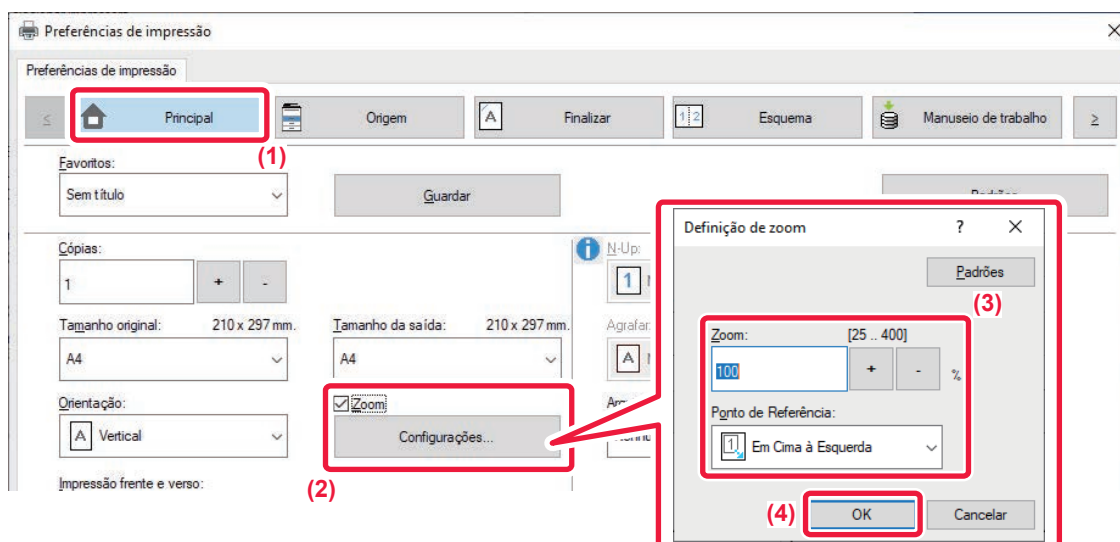 Preferências de impressão
Preferências de impressão
Principal
Origem
Finalizar
Esquema
Manuseio de trabalho
(1)
Favoritos:
Sem título
Guardar
Cópias:
1
+
-
N-Up:
1
Tamanho original: 210 x 297 mm.
Tamanho da saída: 210 x 297 mm.
Agrafar
A4
A4
A
Orientação:
Zoom
A Vertical
Configurações...
(2)
Impressão frente e verso:
Definição de zoom
? X
Padrões
(3)
Zoom: [25 .. 400]
100
+
-
%
Ponto de Referência:
1 Em Cima à Esquerda
(4)
OK
Cancelar